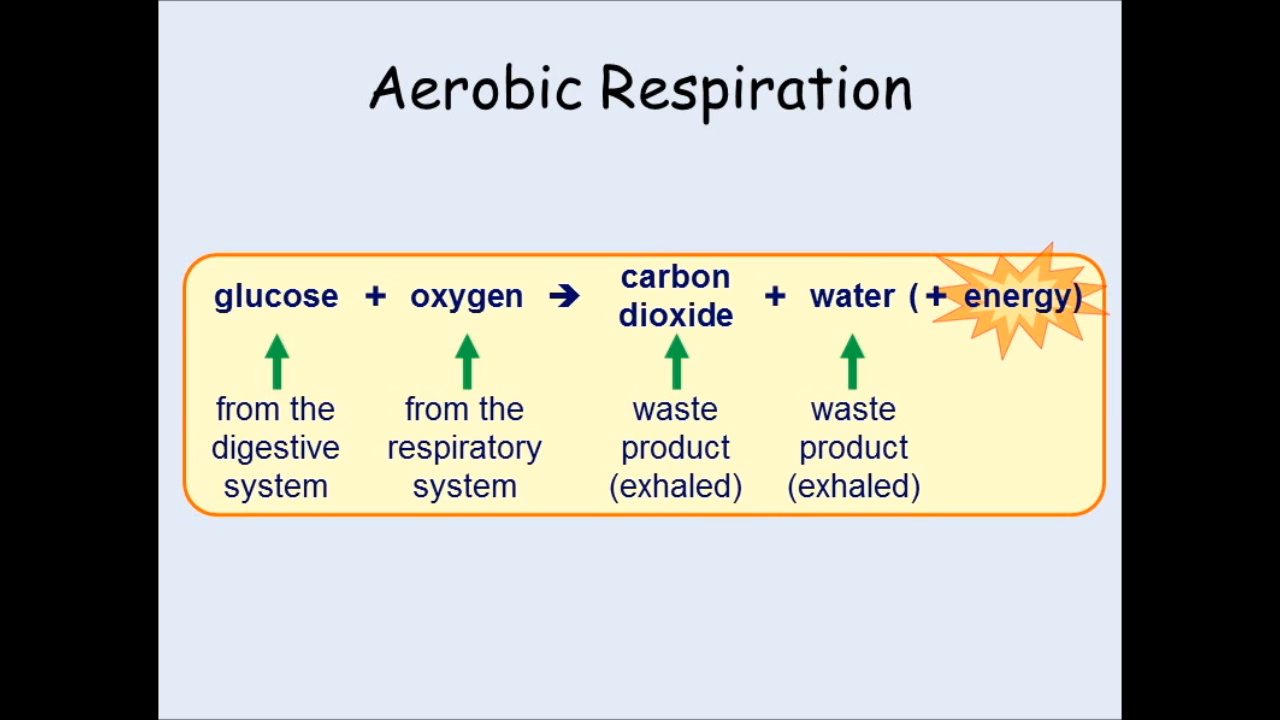 Aerobic Respiration
glucose + oxygen ➔ carbon dioxide + water (+ energy)
from the digestive system
from the respiratory system
waste product (exhaled)
waste product (exhaled)